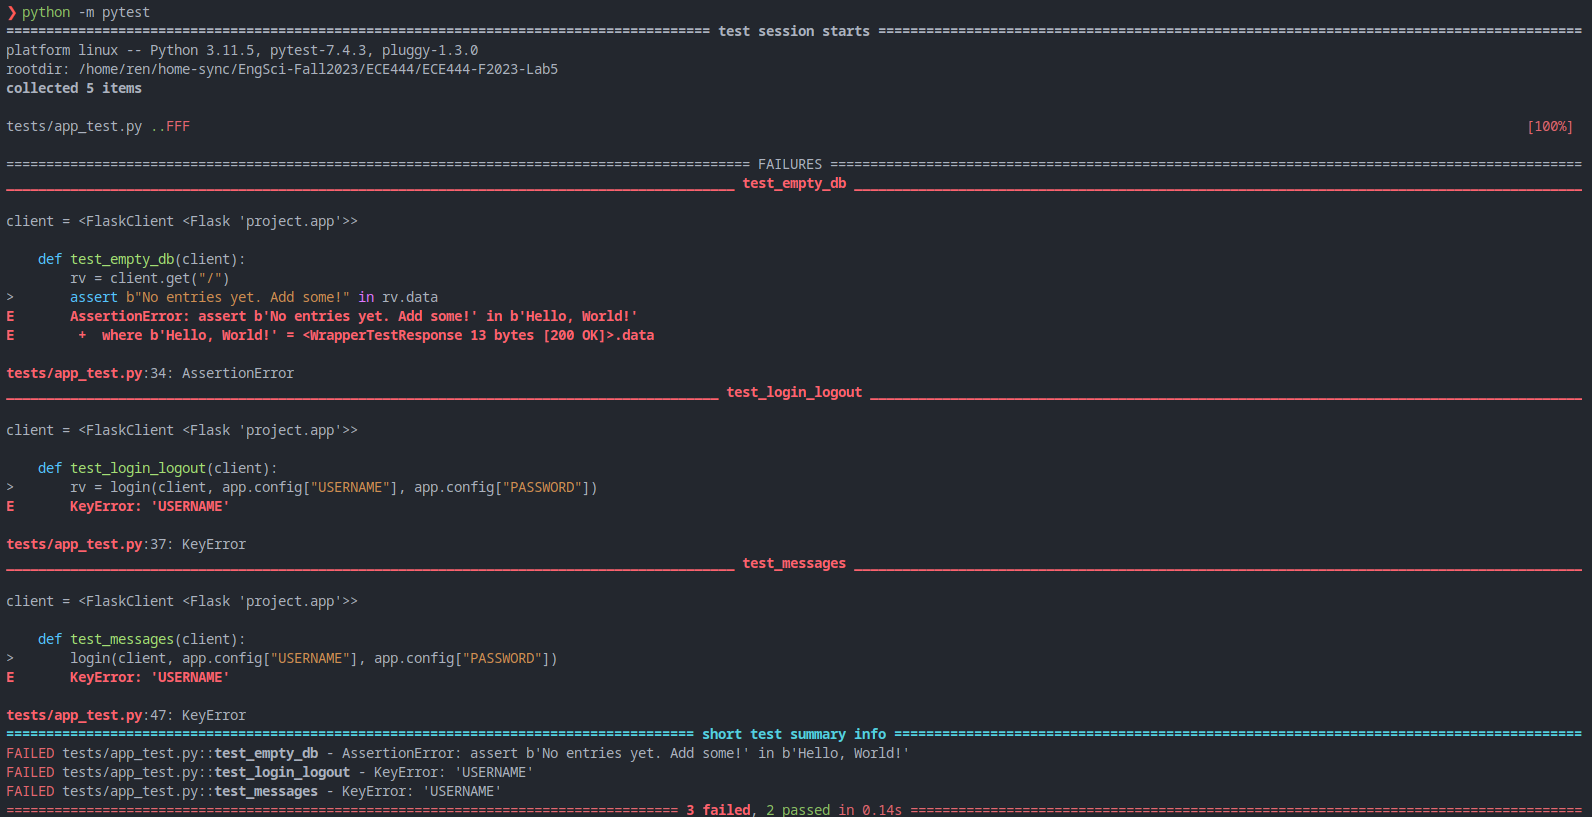 ❯ python -m pytest
======================================================================================== test session starts ========================================================================================
platform linux -- Python 3.11.5, pytest-7.4.3, pluggy-1.3.0
rootdir: /home/ren/home-sync/EngSci-Fall2023/ECE444/ECE444-F2023-Lab5
collected 5 items

tests/app_test.py ..FFF [100%]

============================================================================================= FAILURES ==============================================================================================
___________________________________________________________________________________________ test_empty_db ___________________________________________________________________________________________

client = <FlaskClient <Flask 'project.app'>>

    def test_empty_db(client):
        rv = client.get("/")
>       assert b"No entries yet. Add some!" in rv.data
E       AssertionError: assert b'No entries yet. Add some!' in b'Hello, World!'
E        +  where b'Hello, World!' = <WrapperTestResponse 13 bytes [200 OK]>.data

tests/app_test.py:34: AssertionError
_________________________________________________________________________________________ test_login_logout _________________________________________________________________________________________

client = <FlaskClient <Flask 'project.app'>>

    def test_login_logout(client):
>       rv = login(client, app.config["USERNAME"], app.config["PASSWORD"])
E       KeyError: 'USERNAME'

tests/app_test.py:37: KeyError
___________________________________________________________________________________________ test_messages ___________________________________________________________________________________________

client = <FlaskClient <Flask 'project.app'>>

    def test_messages(client):
>       login(client, app.config["USERNAME"], app.config["PASSWORD"])
E       KeyError: 'USERNAME'

tests/app_test.py:47: KeyError
====================================================================================== short test summary info ======================================================================================
FAILED tests/app_test.py::test_empty_db - AssertionError: assert b'No entries yet. Add some!' in b'Hello, World!'
FAILED tests/app_test.py::test_login_logout - KeyError: 'USERNAME'
FAILED tests/app_test.py::test_messages - KeyError: 'USERNAME'
==================================================================================== 3 failed, 2 passed in 0.14s ====================================================================================